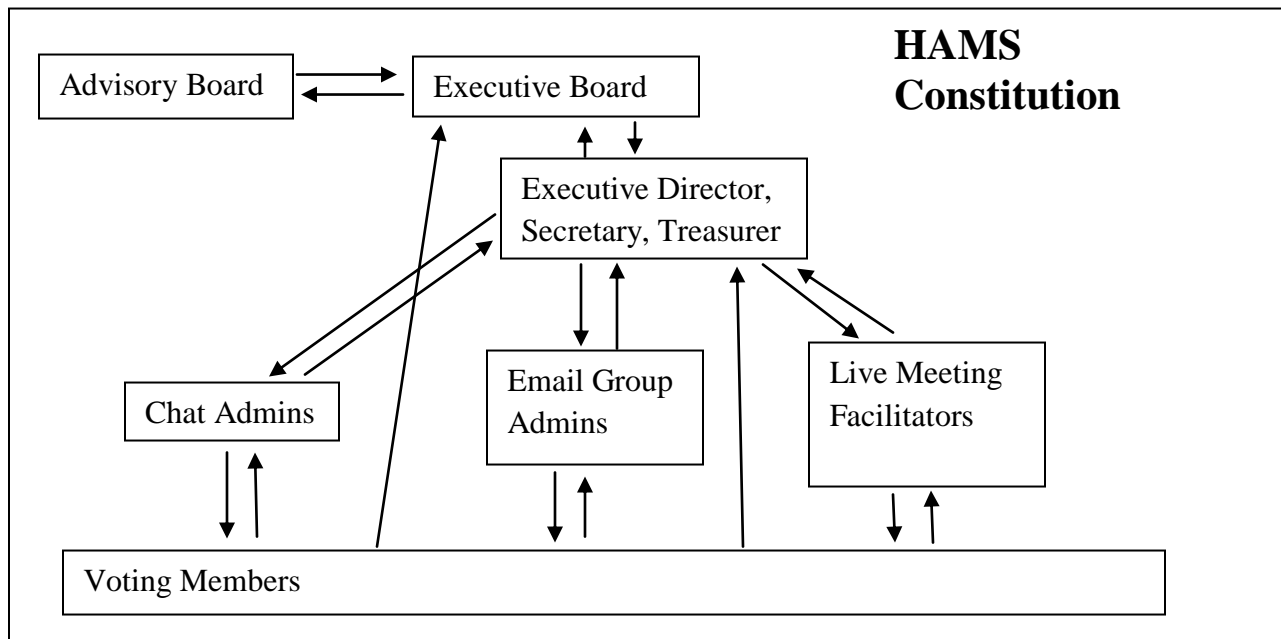 HAMS
Constitution
Advisory Board
Executive Board
Executive Director,
Secretary, Treasurer
Chat Admins
Email Group
Admins
Live Meeting
Facilitators
Voting Members